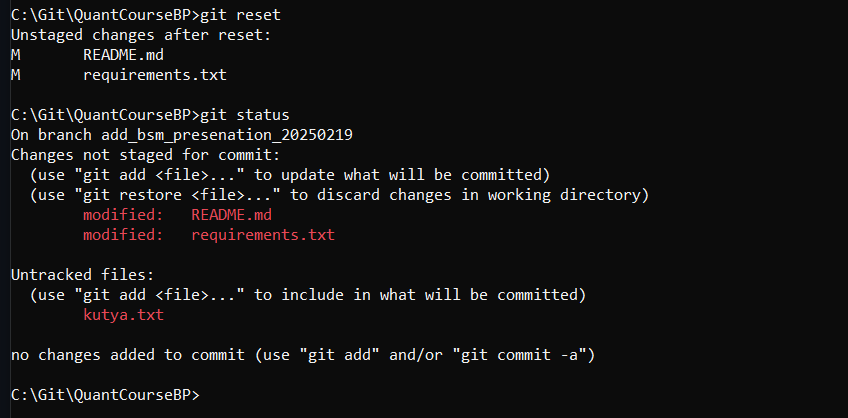 C:\Git\QuantCourseBP>git reset
Unstaged changes after reset:
M       README.md
M       requirements.txt
C:\Git\QuantCourseBP>git status
On branch add_bsm_presenation_20250219
Changes not staged for commit:
  (use "git add <file>..." to update what will be committed)
  (use "git restore <file>..." to discard changes in working directory)
        modified:   README.md
        modified:   requirements.txt
Untracked files:
  (use "git add <file>..." to include in what will be committed)
        kutya.txt
no changes added to commit (use "git add" and/or "git commit -a")
C:\Git\QuantCourseBP>